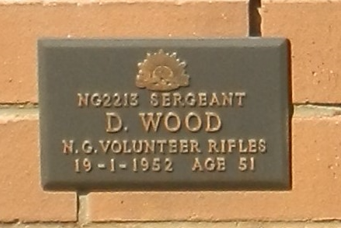 NG2213 SERGEANT
D. WOOD
N.G. VOLUNTEER RIFLES
19-1-1952 AGE 51